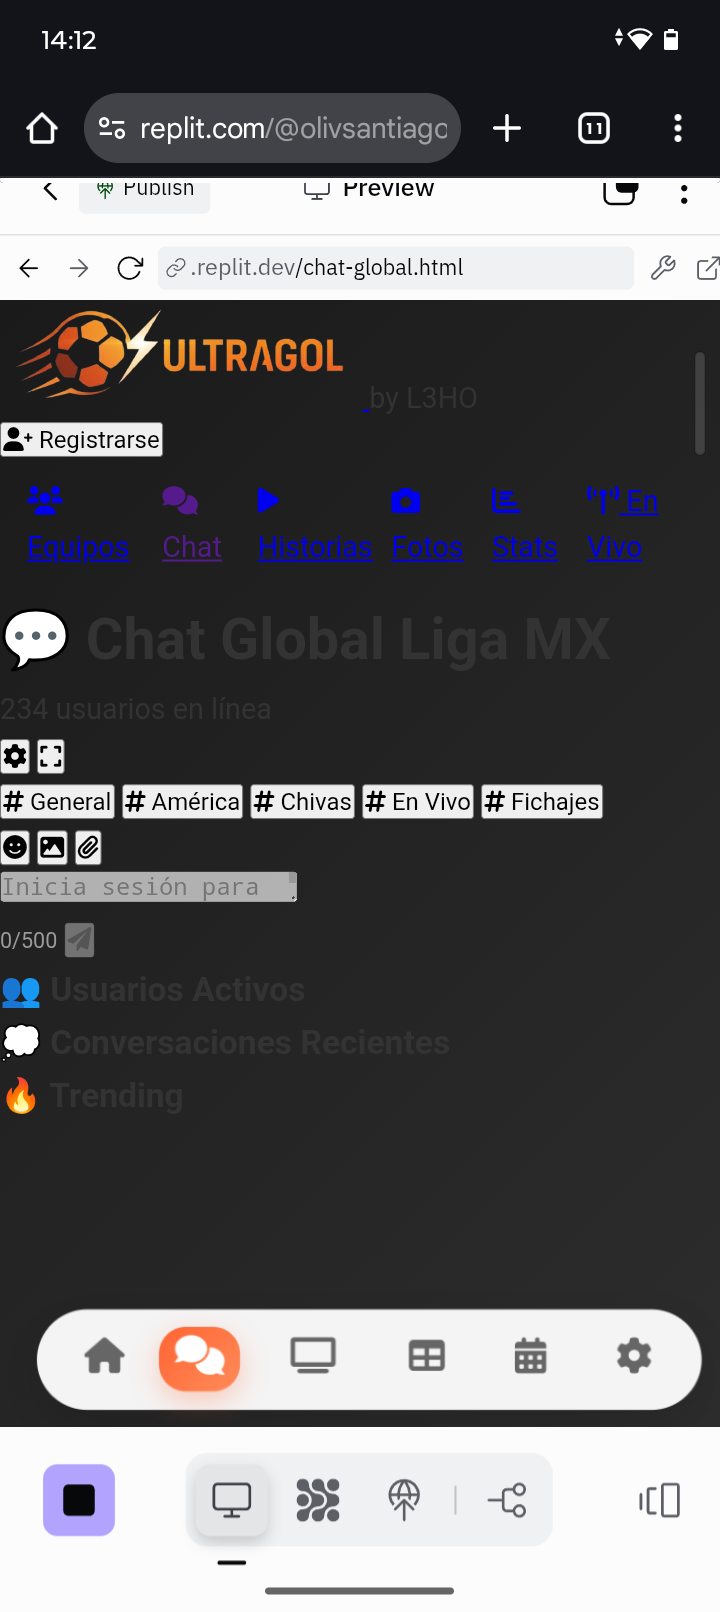 14:12
replit.com/@olivsantiago
11
Publish
Preview
.replit.dev/chat-global.html
ULTRAGOL
by L3HO
Registrarse
Equipos
Chat
Historias
Fotos
Stats
En Vivo
💬 Chat Global Liga MX
234 usuarios en línea
# General # América # Chivas # En Vivo # Fichajes
Inicia sesión para
0/500
👥 Usuarios Activos
💭 Conversaciones Recientes
🔥 Trending